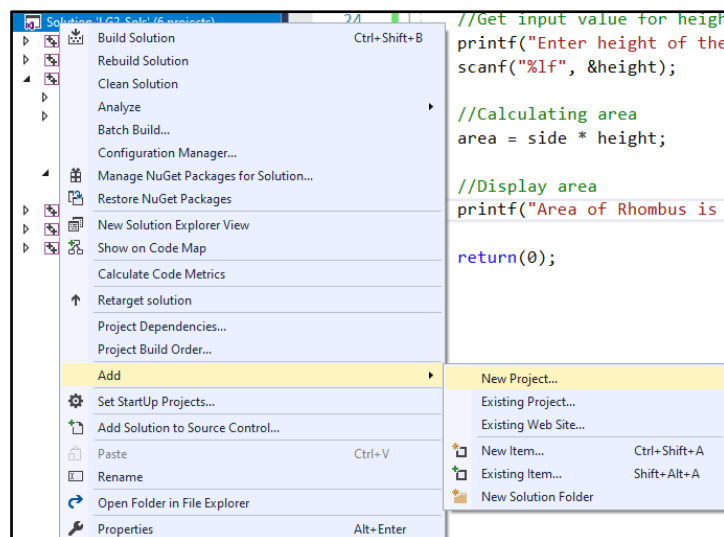 Solution 'LG3-Sols' (6 projects)
24
//Get input value for heigh
printf("Enter height of the
scanf("%lf", &height);
//Calculating area
area = side * height;
//Display area
printf("Area of Rhombus is
return(0);
Build Solution Ctrl+Shift+B
Rebuild Solution
Clean Solution
Analyze
Batch Build...
Configuration Manager...
Manage NuGet Packages for Solution...
Restore NuGet Packages
New Solution Explorer View
Show on Code Map
Calculate Code Metrics
Retarget solution
Project Dependencies...
Project Build Order...
Add
Set StartUp Projects...
Add Solution to Source Control...
Paste Ctrl+V
Rename
Open Folder in File Explorer
Properties Alt+Enter
New Project...
Existing Project...
Existing Web Site...
New Item... Ctrl+Shift+A
Existing Item... Shift+Alt+A
New Solution Folder